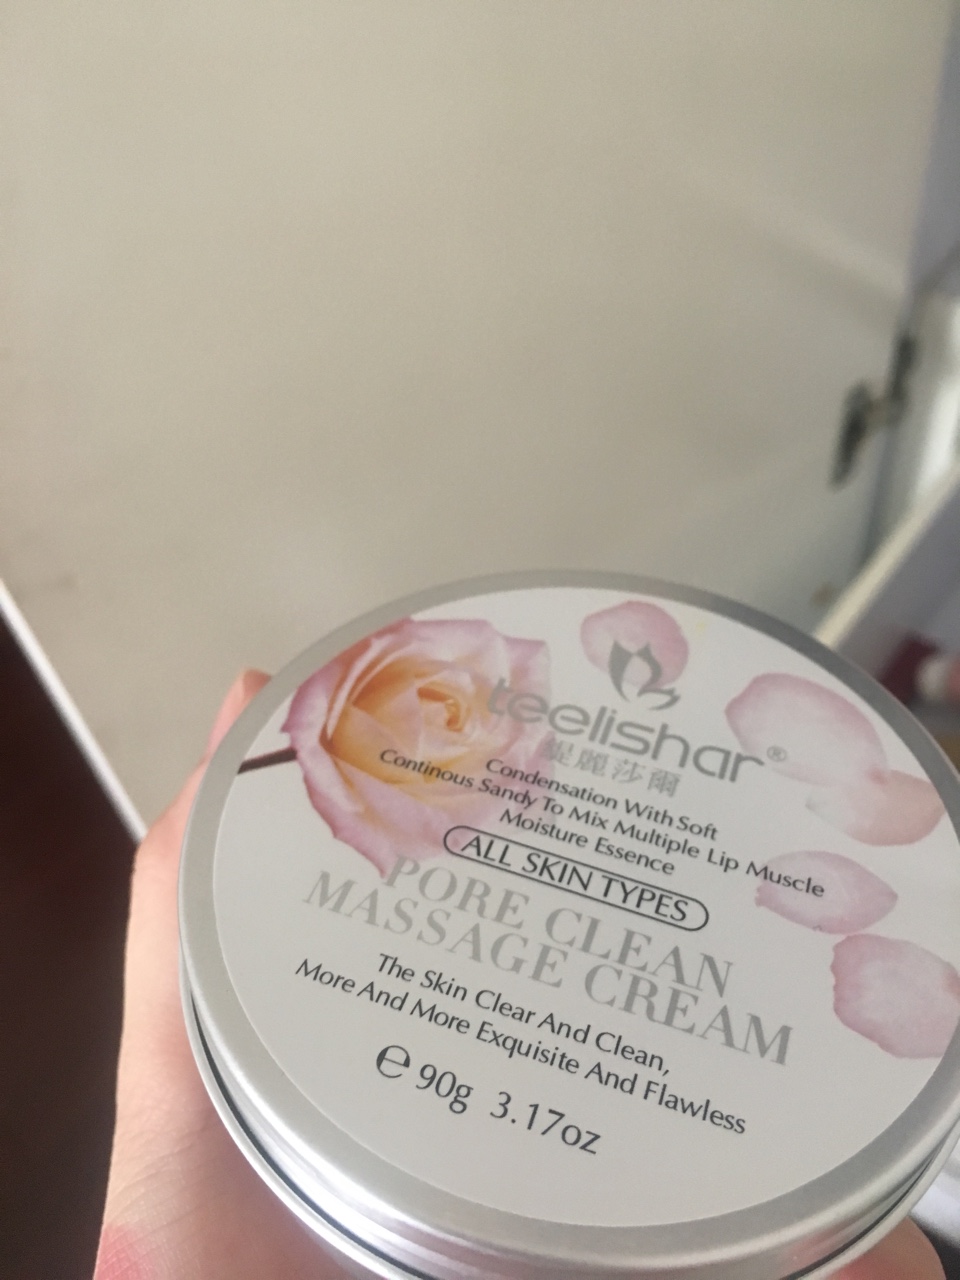 teelishar®
緹麗莎爾
Condensation With Soft
Continous Sandy To Mix Multiple Lip Muscle
Moisture Essence
ALL SKIN TYPES
PORE CLEAN
MASSAGE CREAM
The Skin Clear And Clean,
More And More Exquisite And Flawless
℮ 90g 3.17oz